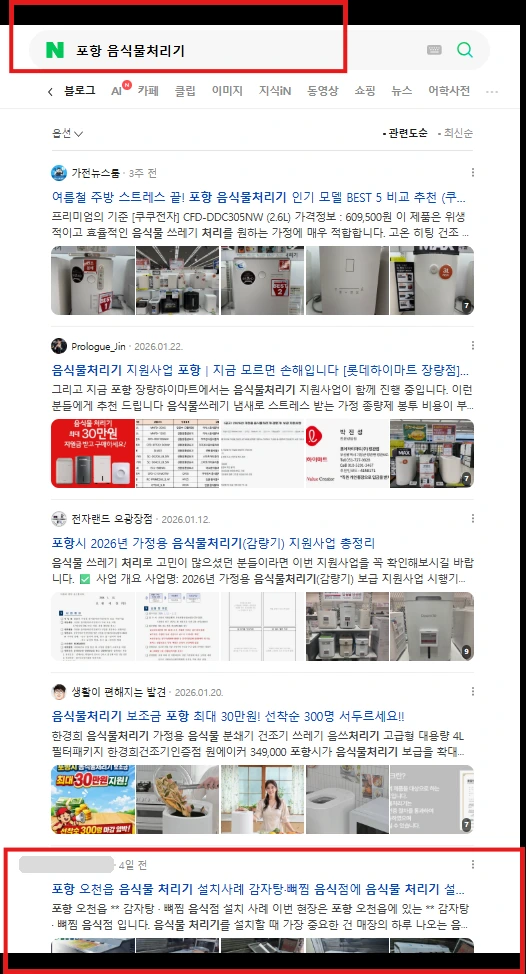 N 포항 음식물처리기
블로그 AI N 카페 클립 이미지 지식iN 동영상 쇼핑 뉴스 어학사전 ···
옵션 • 관련도순 • 최신순
가전뉴스룸 · 3주 전
여름철 주방 스트레스 끝! 포항 음식물처리기 인기 모델 BEST 5 비교 추천 (쿠...
프리미엄의 기준 [쿠쿠전자] CFD-DDC305NW (2.6L) 가격정보 : 609,500원 이 제품은 위생
적이고 효율적인 음식물 쓰레기 처리를 원하는 가정에 매우 적합합니다. 고온 히팅 건조 ...
BEST 2
MAX
7
Prologue_Jin · 2026.01.22.
음식물처리기 지원사업 포항 | 지금 모르면 손해입니다 [롯데하이마트 장량점]...
그리고 지금 포항 장량하이마트에서는 음식물처리기 지원사업이 함께 진행 중입니다. 이런
분들에게 추천 드립니다 음식물쓰레기 냄새로 스트레스 받는 가정 종량제 봉투 비용이 부...
음식물 처리기
최대 30만원
지원금 받고 구매하세요!
하이마트
Value Creator
MAX
7
전자랜드 오광장점 · 2026.01.12.
포항시 2026년 가정용 음식물처리기(감량기) 지원사업 총정리
음식물 쓰레기 처리로 고민이 많으셨던 분들이라면 이번 지원사업을 꼭 확인해보시길 바랍
니다. ✅ 사업 개요 사업명: 2026년 가정용 음식물처리기(감량기) 보급 지원사업 시행기...
9
생활이 편해지는 발견 · 2026.01.20.
음식물처리기 보조금 포항 최대 30만원! 선착순 300명 서두르세요!!
한경희 음식물처리기 가정용 음식물 분쇄기 건조기 쓰레기 음쓰처리기 고급형 대용량 4L
필터패키지 한경희건조기인증점 원에이커 349,000 포항시가 음식물처리기 보급을 확대...
최대30만원지원!
선착순 300명 마감 임박!
7
4일 전
포항 오천읍 음식물 처리기 설치사례 감자탕·뼈찜 음식점에 음식물 처리기 설...
포항 오천읍 ** 감자탕 · 뼈찜 음식점 설치 사례 이번 현장은 포항 오천읍에 있는 ** 감자탕
· 뼈찜 음식점 입니다. 음식물 처리기를 설치할 때 가장 중요한 건 매장의 하루 나오는 음...